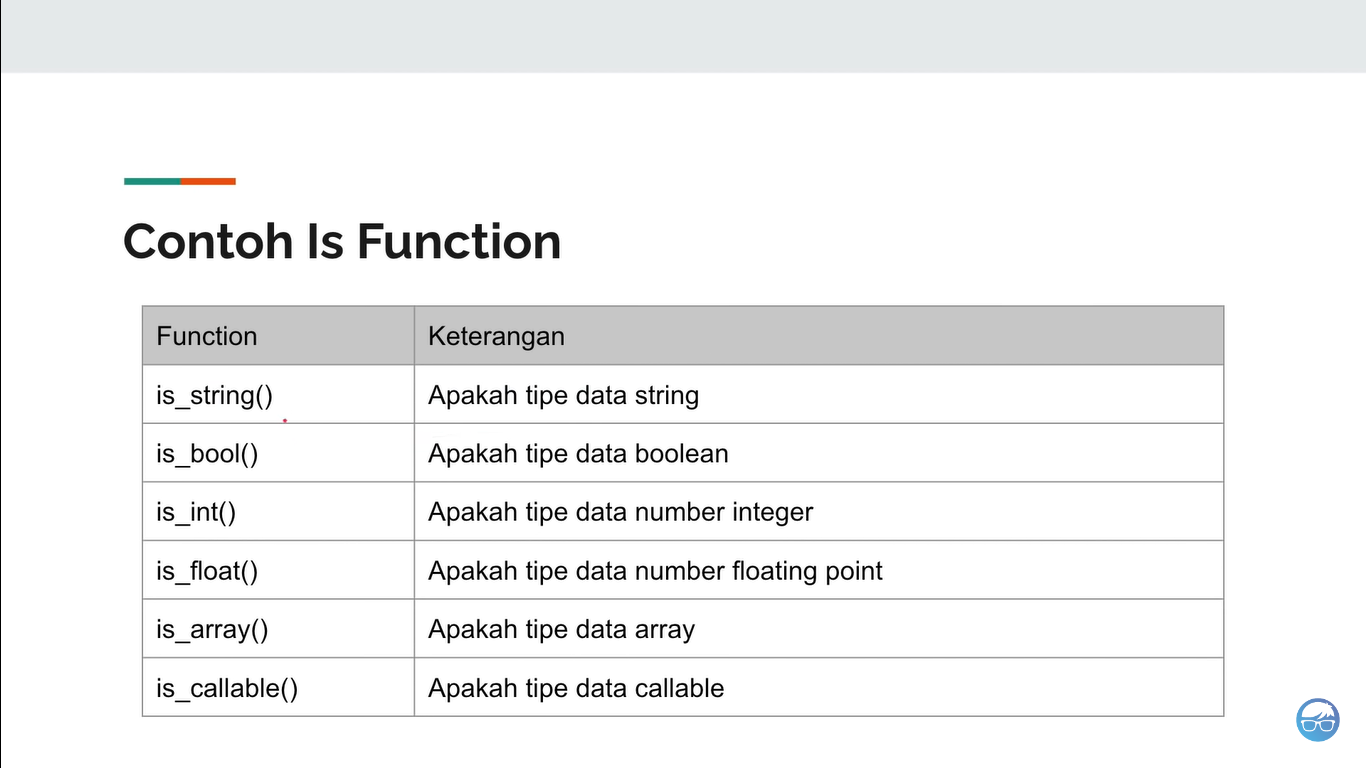 Contoh Is Function
Function Keterangan
is_string() Apakah tipe data string
is_bool() Apakah tipe data boolean
is_int() Apakah tipe data number integer
is_float() Apakah tipe data number floating point
is_array() Apakah tipe data array
is_callable() Apakah tipe data callable